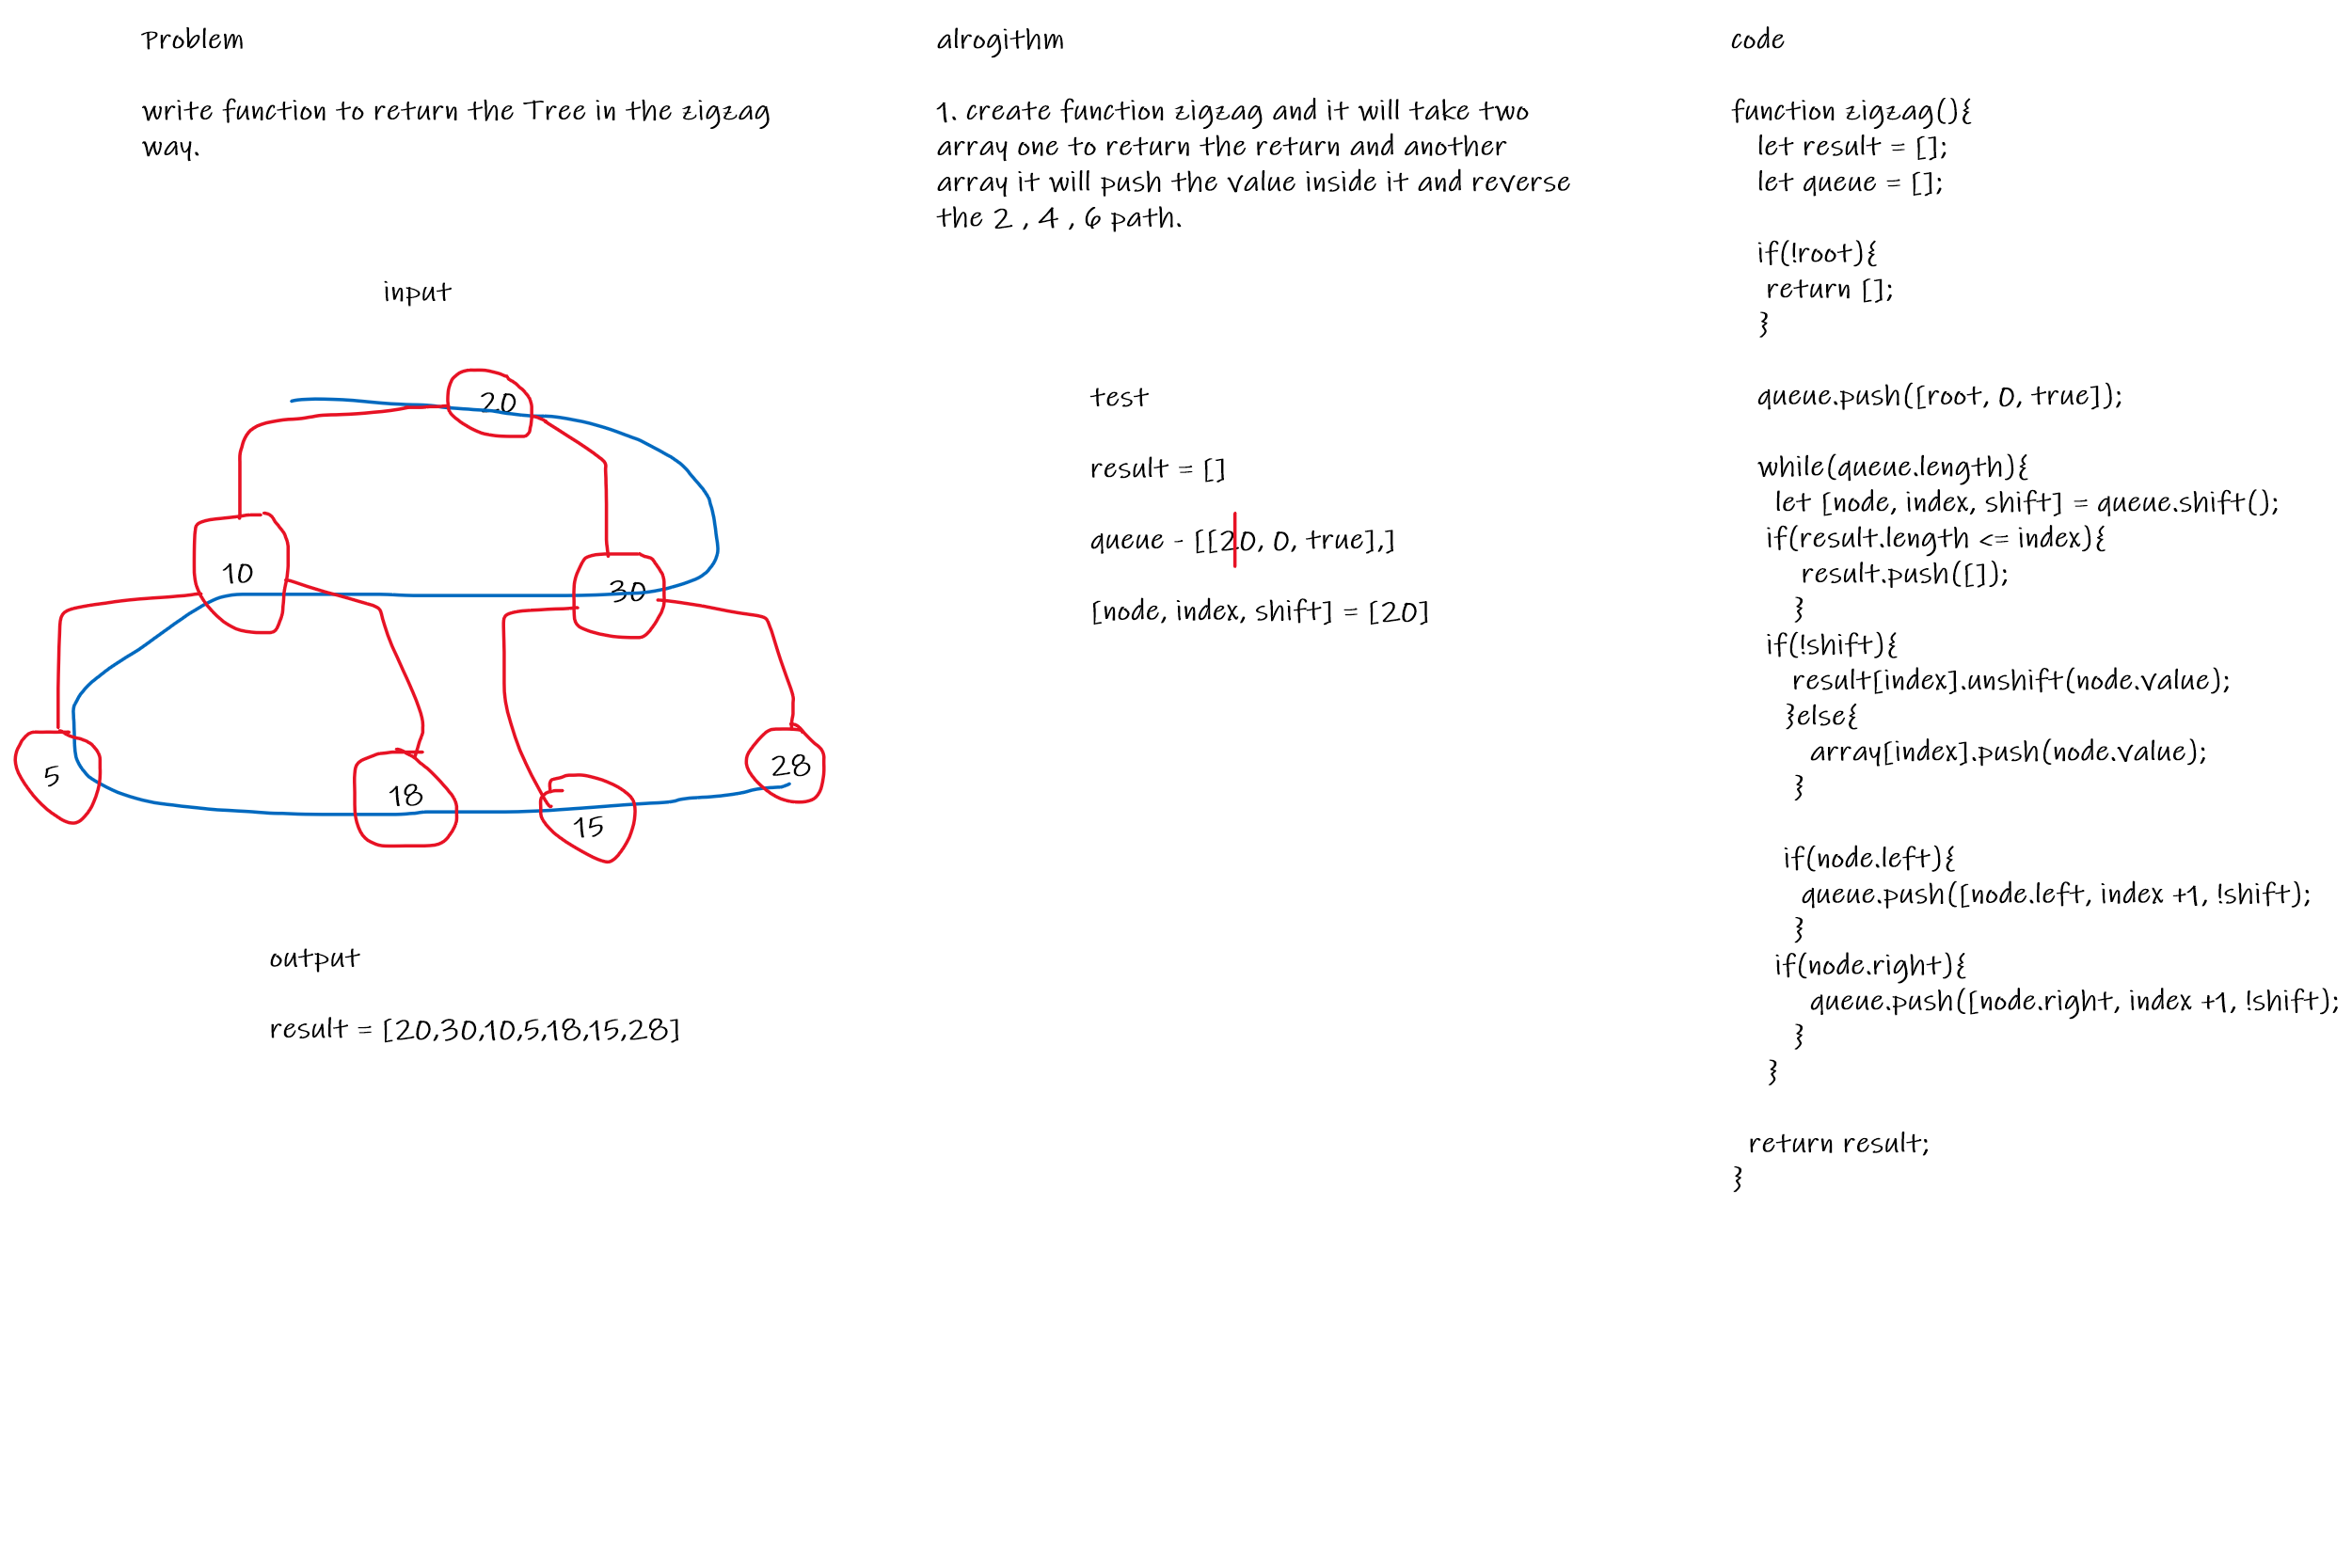 Problem
write function to return the Tree in the zigzag
way.
input
20
10
30
5
18
15
28
output
result = [20,30,10,5,18,15,28]
alrogithm
1. create function zigzag and it will take two
array one to return the return and another
array it will push the value inside it and reverse
the 2 , 4 , 6 path.
test
result = []
queue - [[20, 0, true],]
[node, index, shift] = [20]
code
function zigzag(){
let result = [];
let queue = [];
if(!root){
return [];
}
queue.push([root, 0, true]);
while(queue.length){
let [node, index, shift] = queue.shift();
if(result.length <= index){
result.push([]);
}
if(!shift){
result[index].unshift(node.value);
}else{
array[index].push(node.value);
}
if(node.left){
queue.push([node.left, index +1, !shift);
}
if(node.right){
queue.push([node.right, index +1, !shift);
}
}
return result;
}